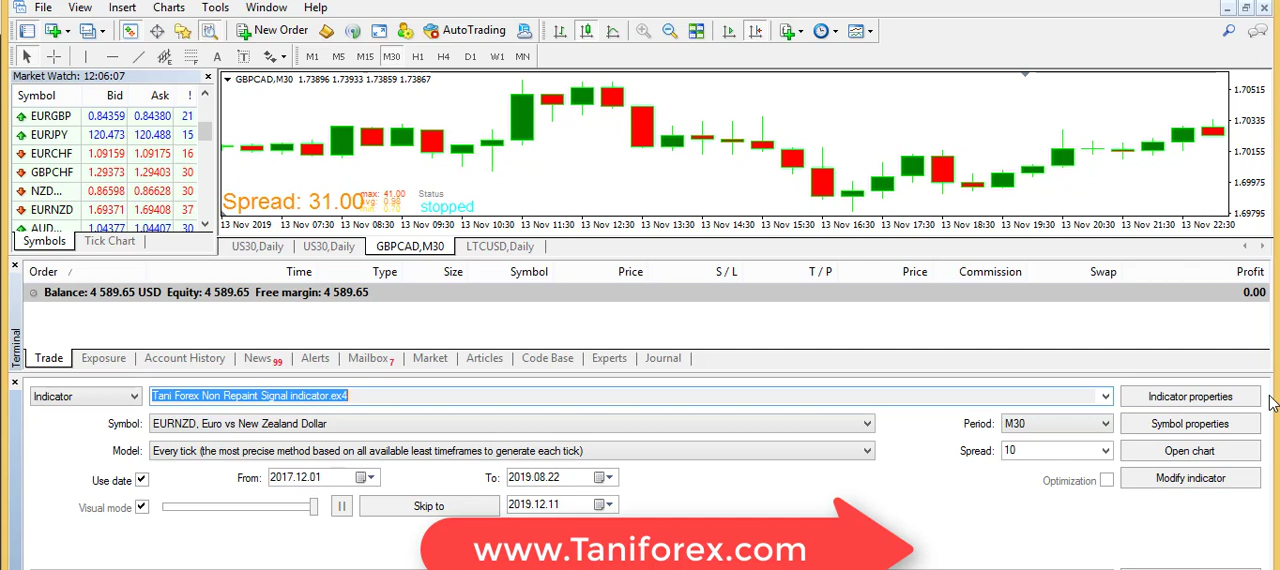 File View Insert Charts Tools Window Help
New Order AutoTrading
A T M1 M5 M15 M30 H1 H4 D1 W1 MN
Market Watch: 12:06:07
Symbol Bid Ask !
EURGBP 0.84359 0.84380 21
EURJPY 120.473 120.488 15
EURCHF 1.09159 1.09175 16
GBPCHF 1.29373 1.29403 30
NZD... 0.86598 0.86628 30
EURNZD 1.69371 1.69408 37
AUD... 1.04377 1.04407 30
Symbols Tick Chart
GBPCAD,M30 1.73896 1.73933 1.73859 1.73867
1.70515
1.70335
1.70155
1.69975
1.69795
Spread: 31.00
max: 41.00
Status
stopped
13 Nov 2019 13 Nov 07:30 13 Nov 08:30 13 Nov 09:30 13 Nov 10:30 13 Nov 11:30 13 Nov 12:30 13 Nov 13:30 13 Nov 14:30 13 Nov 15:30 13 Nov 16:30 13 Nov 17:30 13 Nov 18:30 13 Nov 19:30 13 Nov 20:30 13 Nov 21:30 13 Nov 22:30
US30,Daily US30,Daily GBPCAD,M30 LTCUSD,Daily
Order / Time Type Size Symbol Price S / L T / P Price Commission Swap Profit
Balance: 4 589.65 USD Equity: 4 589.65 Free margin: 4 589.65 0.00
Terminal
Trade Exposure Account History News 99 Alerts Mailbox 7 Market Articles Code Base Experts Journal
Indicator Tani Forex Non Repaint Signal indicator.ex4 Indicator properties
Symbol: EURNZD, Euro vs New Zealand Dollar Period: M30 Symbol properties
Model: Every tick (the most precise method based on all available least timeframes to generate each tick) Spread: 10 Open chart
Use date From: 2017.12.01 To: 2019.08.22 Optimization Modify indicator
Visual mode Skip to 2019.12.11
www.Taniforex.com